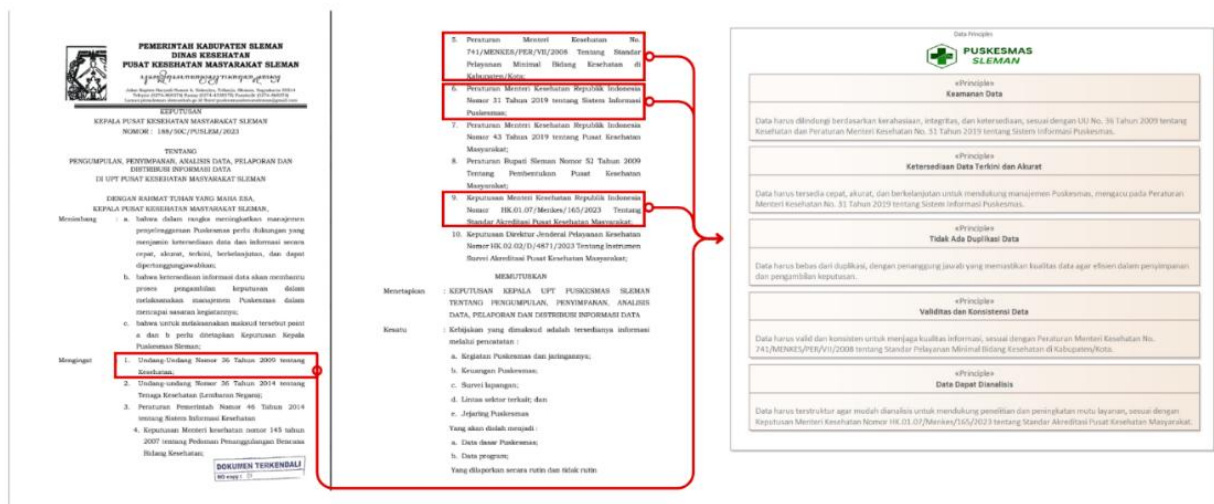 PEMERINTAH KABUPATEN SLEMAN
DINAS KESEHATAN
PUSAT KESEHATAN MASYARAKAT SLEMAN
KEPUTUSAN
KEPALA PUSAT KESEHATAN MASYARAKAT SLEMAN
NOMOR : 188/50C/PUSLEM/2023
TENTANG
PENGUMPULAN, PENYIMPANAN, ANALISIS DATA, PELAPORAN DAN
DISTRIBUSI INFORMASI DATA
DI UPT PUSAT KESEHATAN MASYARAKAT SLEMAN
DENGAN RAHMAT TUHAN YANG MAHA ESA,
KEPALA PUSAT KESEHATAN MASYARAKAT SLEMAN,
Menimbang : a. bahwa dalam rangka meningkatkan manajemen
penyelenggaraan Puskesmas perlu dukungan yang
menjamin ketersediaan data dan informasi secara
cepat, akurat, terkini, berkelanjutan, dan dapat
dipertanggungjawabkan;
b. bahwa ketersediaan informasi data akan membantu
proses pengambilan keputusan dalam
melaksanakan manajemen Puskesmas dalam
mencapai sasaran kegiatannya;
c. bahwa untuk melaksanakan maksud tersebut point
a dan b perlu ditetapkan Keputusan Kepala
Puskesmas Sleman;
Mengingat 1. Undang-Undang Nomor 36 Tahun 2009 tentang
Kesehatan;
2. Undang-undang Nomor 36 Tahun 2014 tentang
Tenaga Kesehatan (Lembaran Negara);
3. Peraturan Pemerintah Nomor 46 Tahun 2014
tentang Sistem Informasi Kesehatan
4. Keputusan Menteri kesehatan nomor 145 tahun
2007 tentang Pedoman Penanggulangan Bencana
Bidang Kesehatan;
DOKUMEN TERKENDALI
5. Peraturan Menteri Kesehatan No.
741/MENKES/PER/VII/2008 Tentang Standar
Pelayanan Minimal Bidang Kesehatan di
Kabupaten/Kota;
6. Peraturan Menteri Kesehatan Republik Indonesia
Nomor 31 Tahun 2019 tentang Sistem Informasi
Puskesmas;
7. Peraturan Menteri Kesehatan Republik Indonesia
Nomor 43 Tahun 2019 tentang Pusat Kesehatan
Masyarakat;
8. Peraturan Bupati Sleman Nomor 52 Tahun 2009
Tentang Pembentukan Pusat Kesehatan
Masyarakat;
9. Keputusan Menteri Kesehatan Republik Indonesia
Nomor HK.01.07/Menkes/165/2023 Tentang
Standar Akreditasi Pusat Kesehatan Masyarakat;
10. Keputusan Direktur Jenderal Pelayanan Kesehatan
Nomor HK.02.02/D/4871/2023 Tentang Instrumen
Survei Akreditasi Pusat Kesehatan Masyarakat;
MEMUTUSKAN
Menetapkan : KEPUTUSAN KEPALA UPT PUSKESMAS SLEMAN
TENTANG PENGUMPULAN, PENYIMPANAN, ANALISIS
DATA, PELAPORAN DAN DISTRIBUSI INFORMASI DATA
Kesatu : Kebijakan yang dimaksud adalah tersedianya informasi
melalui pencatatan :
a. Kegiatan Puskesmas dan jaringannya;
b. Keuangan Puskesmas;
c. Survei lapangan;
d. Lintas sektor terkait; dan
e. Jejaring Puskesmas
Yang akan diolah menjadi :
a. Data dasar Puskesmas;
b. Data program;
Yang dilaporkan secara rutin dan tidak rutin
Data Principles
PUSKESMAS
SLEMAN
«Principle»
Keamanan Data
Data harus dilindungi berdasarkan kerahasiaan, integritas, dan ketersediaan, sesuai dengan UU No. 36 Tahun 2009 tentang
Kesehatan dan Peraturan Menteri Kesehatan No. 31 Tahun 2019 tentang Sistem Informasi Puskesmas.
«Principle»
Ketersediaan Data Terkini dan Akurat
Data harus tersedia cepat, akurat, dan berkelanjutan untuk mendukung manajemen Puskesmas, mengacu pada Peraturan
Menteri Kesehatan No. 31 Tahun 2019 tentang Sistem Informasi Puskesmas.
«Principle»
Tidak Ada Duplikasi Data
Data harus bebas dari duplikasi, dengan penanggung jawab yang memastikan kualitas data agar efisien dalam penyimpanan
dan pengambilan keputusan.
«Principle»
Validitas dan Konsistensi Data
Data harus valid dan konsisten untuk menjaga kualitas informasi, sesuai dengan Peraturan Menteri Kesehatan No.
741/MENKES/PER/VII/2008 tentang Standar Pelayanan Minimal Bidang Kesehatan di Kabupaten/Kota.
«Principle»
Data Dapat Dianalisis
Data harus terstruktur agar mudah dianalisis untuk mendukung penelitian dan peningkatan mutu layanan, sesuai dengan
Keputusan Menteri Kesehatan Nomor HK.01.07/Menkes/165/2023 tentang Standar Akreditasi Pusat Kesehatan Masyarakat.